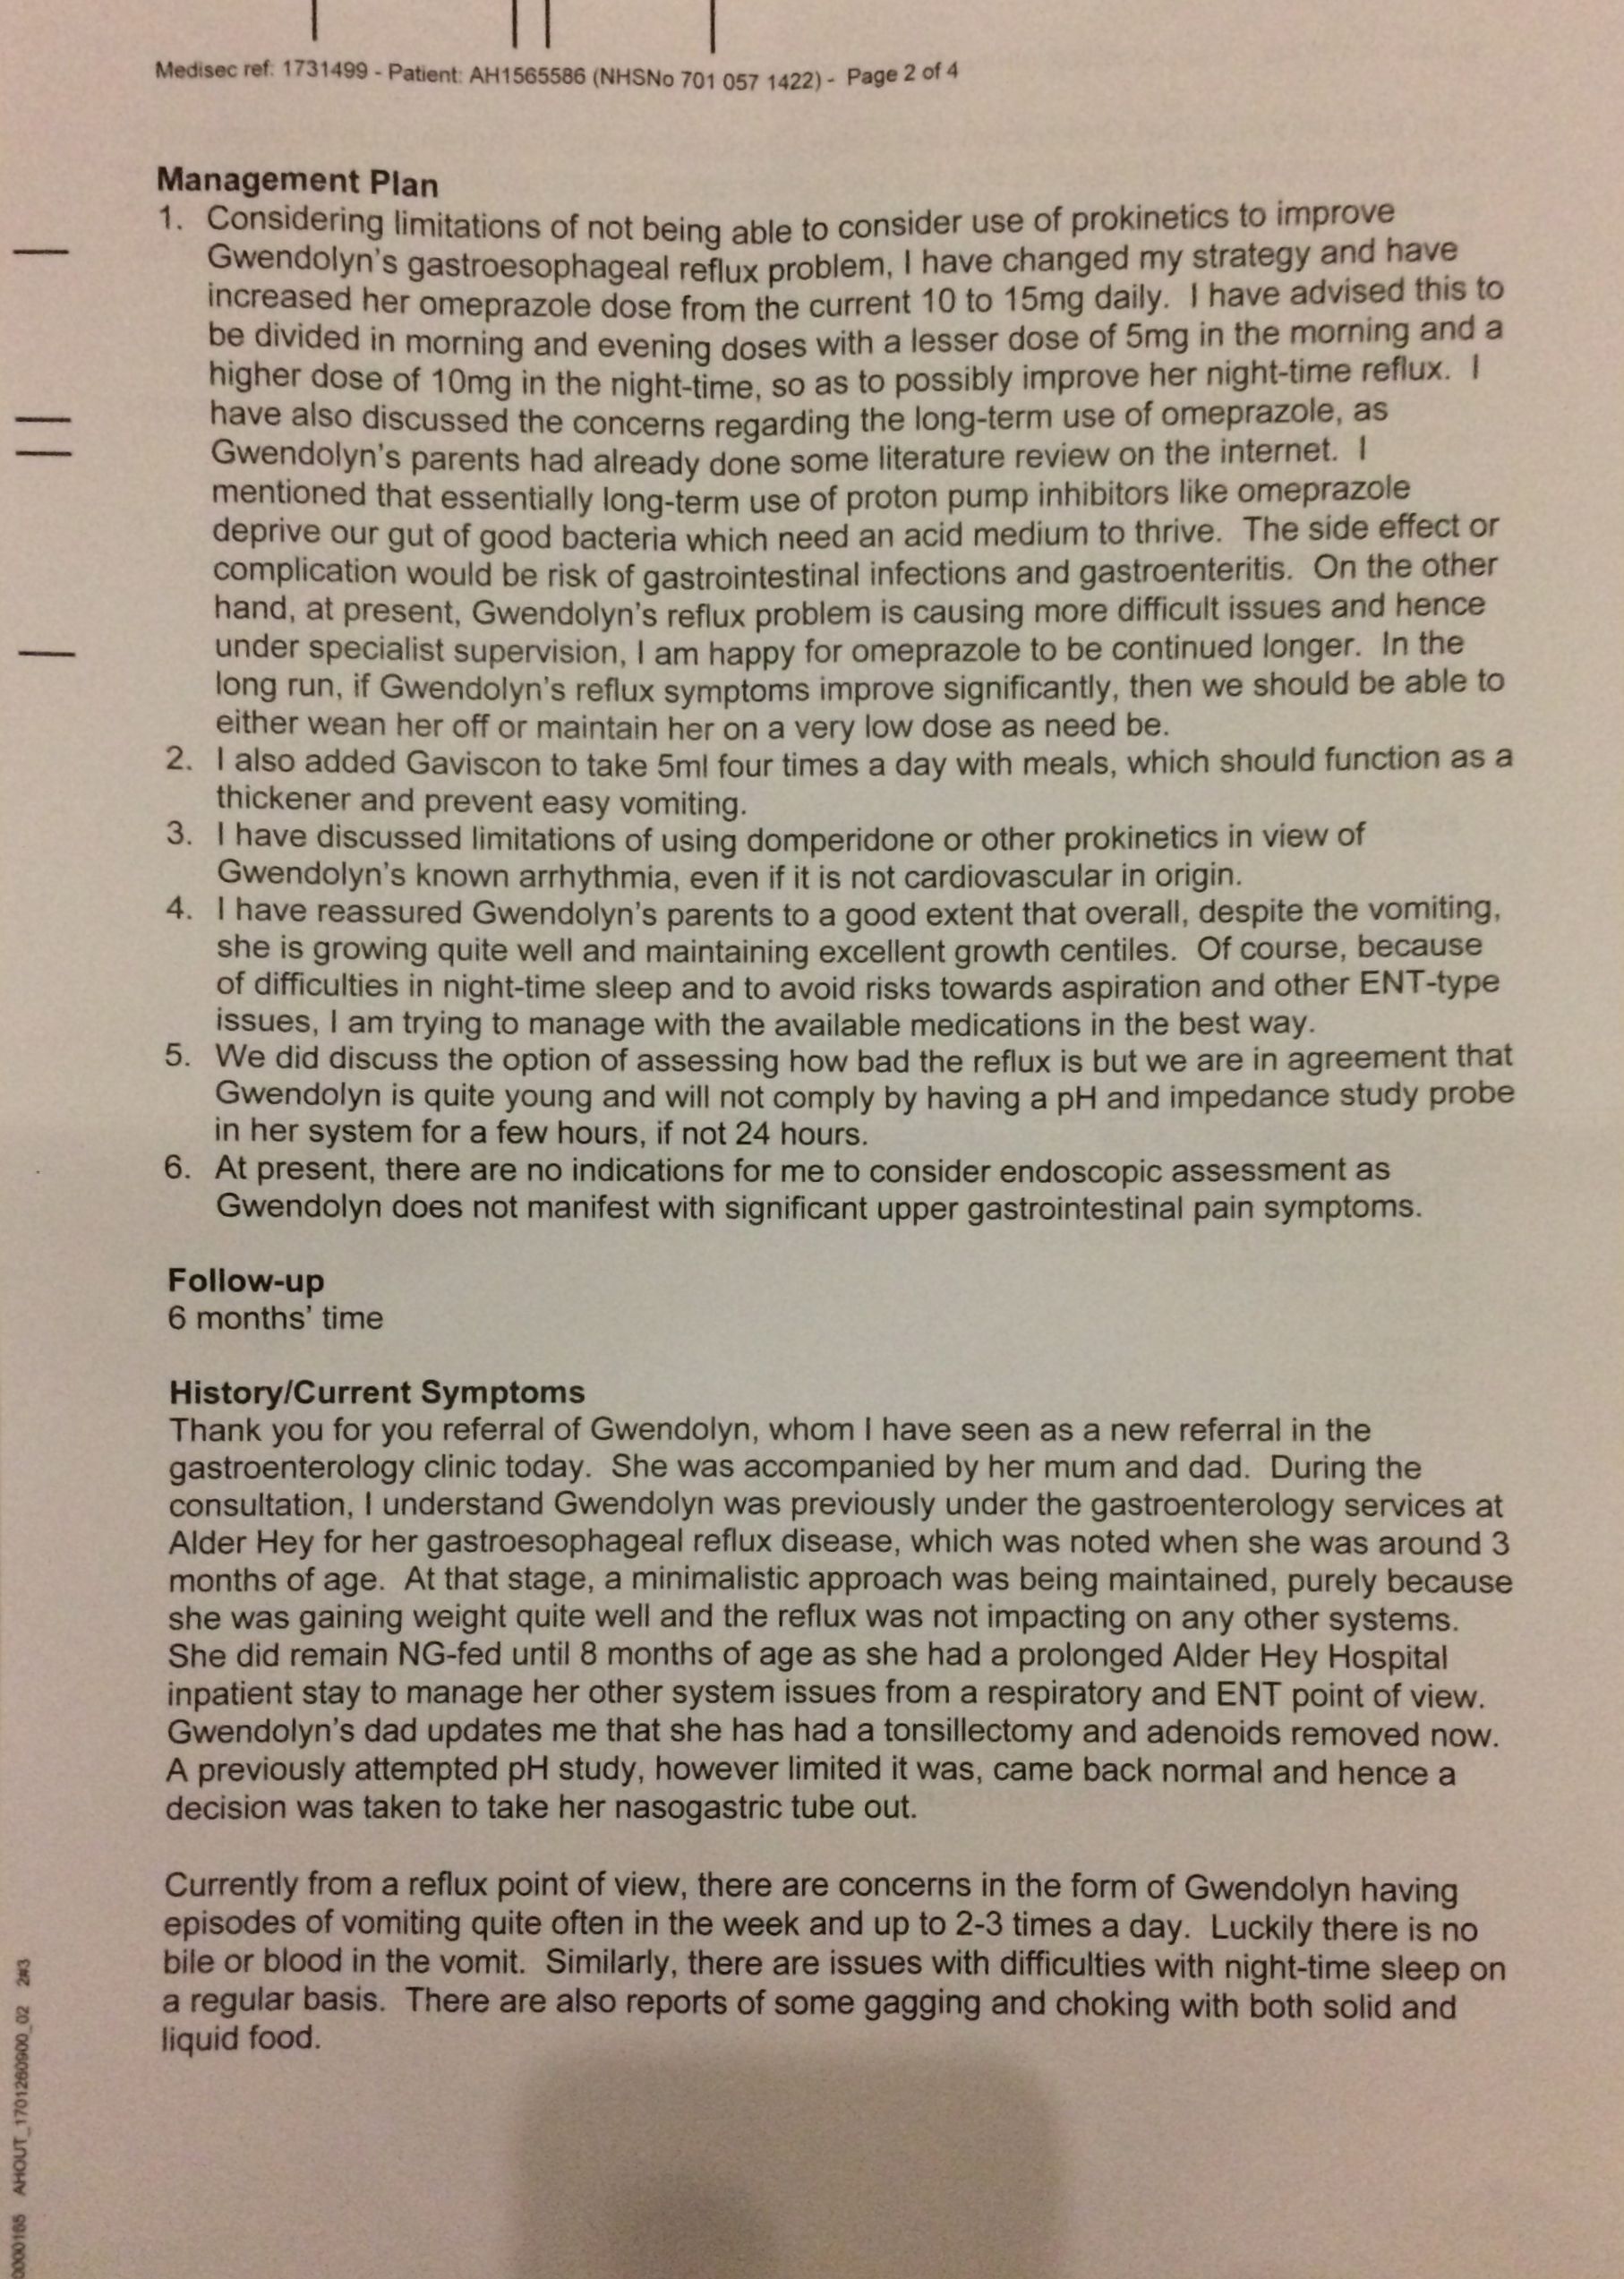 Medisec ref: 1731499 - Patient: AH1565586 (NHSNo 701 057 1422) - Page 2 of 4
Management Plan
1. Considering limitations of not being able to consider use of prokinetics to improve
Gwendolyn's gastroesophageal reflux problem, I have changed my strategy and have
increased her omeprazole dose from the current 10 to 15mg daily. I have advised this to
be divided in morning and evening doses with a lesser dose of 5mg in the morning and a
higher dose of 10mg in the night-time, so as to possibly improve her night-time reflux. I
have also discussed the concerns regarding the long-term use of omeprazole, as
Gwendolyn's parents had already done some literature review on the internet. I
mentioned that essentially long-term use of proton pump inhibitors like omeprazole
deprive our gut of good bacteria which need an acid medium to thrive. The side effect or
complication would be risk of gastrointestinal infections and gastroenteritis. On the other
hand, at present, Gwendolyn's reflux problem is causing more difficult issues and hence
under specialist supervision, I am happy for omeprazole to be continued longer. In the
long run, if Gwendolyn's reflux symptoms improve significantly, then we should be able to
either wean her off or maintain her on a very low dose as need be.
2. I also added Gaviscon to take 5ml four times a day with meals, which should function as a
thickener and prevent easy vomiting.
3. I have discussed limitations of using domperidone or other prokinetics in view of
Gwendolyn's known arrhythmia, even if it is not cardiovascular in origin.
4. I have reassured Gwendolyn's parents to a good extent that overall, despite the vomiting,
she is growing quite well and maintaining excellent growth centiles. Of course, because
of difficulties in night-time sleep and to avoid risks towards aspiration and other ENT-type
issues, I am trying to manage with the available medications in the best way.
5. We did discuss the option of assessing how bad the reflux is but we are in agreement that
Gwendolyn is quite young and will not comply by having a pH and impedance study probe
in her system for a few hours, if not 24 hours.
6. At present, there are no indications for me to consider endoscopic assessment as
Gwendolyn does not manifest with significant upper gastrointestinal pain symptoms.
Follow-up
6 months' time
History/Current Symptoms
Thank you for you referral of Gwendolyn, whom I have seen as a new referral in the
gastroenterology clinic today. She was accompanied by her mum and dad. During the
consultation, I understand Gwendolyn was previously under the gastroenterology services at
Alder Hey for her gastroesophageal reflux disease, which was noted when she was around 3
months of age. At that stage, a minimalistic approach was being maintained, purely because
she was gaining weight quite well and the reflux was not impacting on any other systems.
She did remain NG-fed until 8 months of age as she had a prolonged Alder Hey Hospital
inpatient stay to manage her other system issues from a respiratory and ENT point of view.
Gwendolyn's dad updates me that she has had a tonsillectomy and adenoids removed now.
A previously attempted pH study, however limited it was, came back normal and hence a
decision was taken to take her nasogastric tube out.
Currently from a reflux point of view, there are concerns in the form of Gwendolyn having
episodes of vomiting quite often in the week and up to 2-3 times a day. Luckily there is no
bile or blood in the vomit. Similarly, there are issues with difficulties with night-time sleep on
a regular basis. There are also reports of some gagging and choking with both solid and
liquid food.
0000165 AHOUT_1701260900_02 2#3